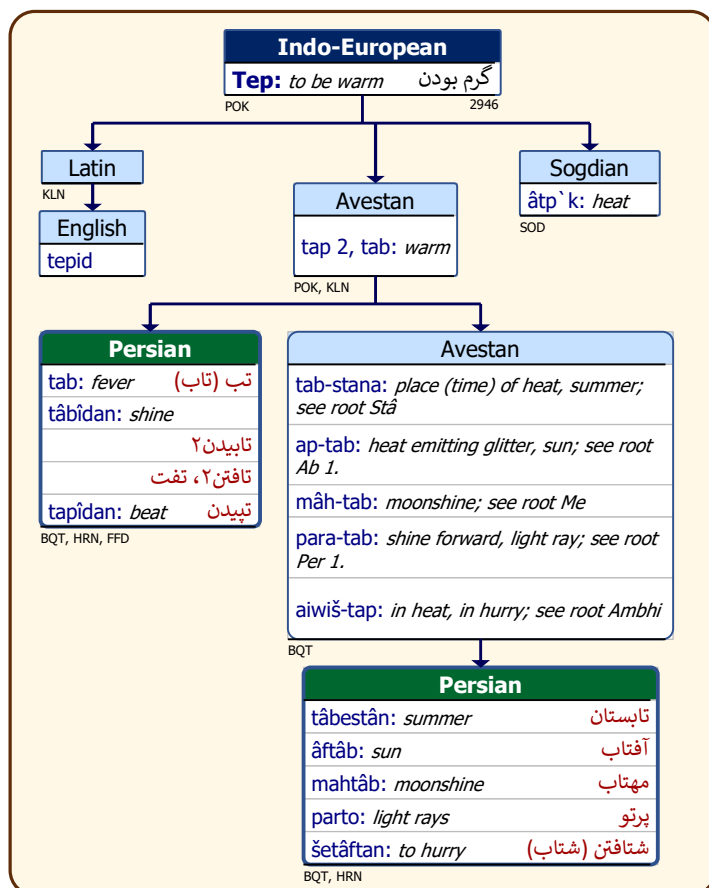 Indo-European
Tep: to be warm گرم بودن
POK 2946
Latin
KLN
English
tepid
Avestan
tap 2, tab: warm
POK, KLN
Sogdian
âtp`k: heat
SOD
Persian
tab: fever تب (تاب)
tâbîdan: shine
تابیدن۲
تافتن۲، تفت
tapîdan: beat تپیدن
BQT, HRN, FFD
Avestan
tab-stana: place (time) of heat, summer;
see root Stâ
ap-tab: heat emitting glitter, sun; see root
Ab 1.
mâh-tab: moonshine; see root Me
para-tab: shine forward, light ray; see root
Per 1.
aiwiš-tap: in heat, in hurry; see root Ambhi
BQT
Persian
tâbestân: summer تابستان
âftâb: sun آفتاب
mahtâb: moonshine مهتاب
parto: light rays پرتو
šetâftan: to hurry شتافتن (شتاب)
BQT, HRN